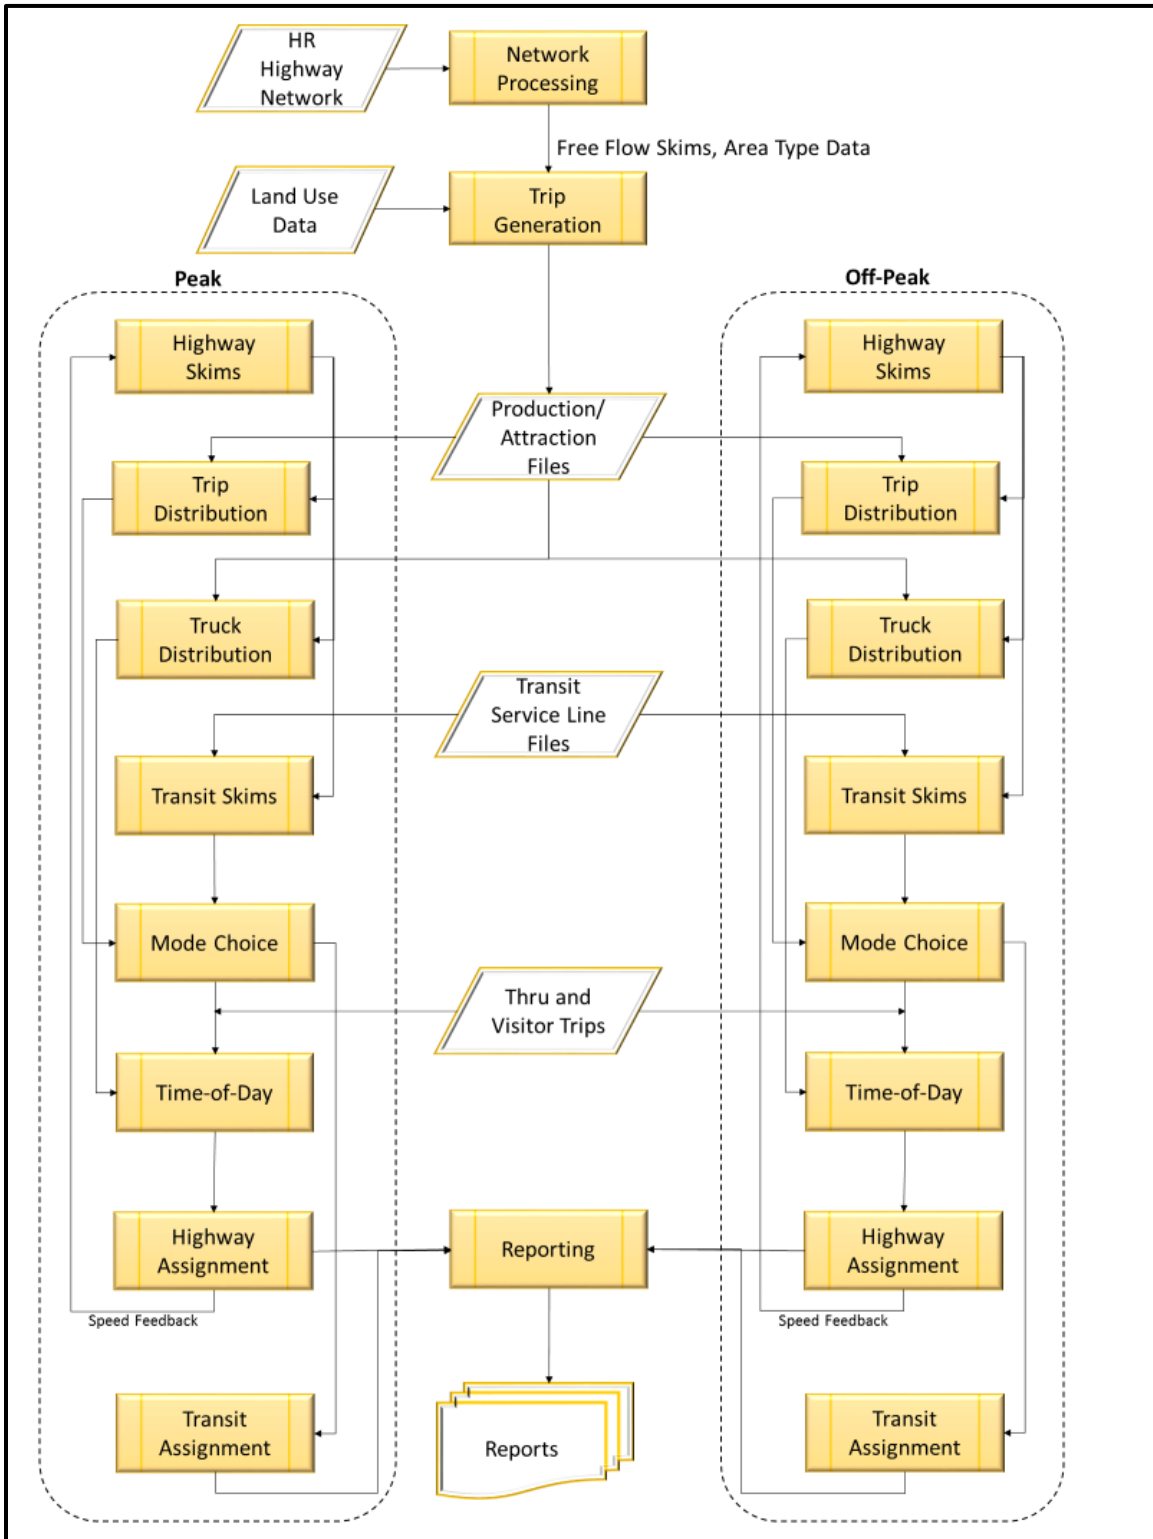 HR
Highway
Network
Network
Processing
Free Flow Skims, Area Type Data
Land Use
Data
Trip
Generation
Peak
Off-Peak
Highway
Skims
Highway
Skims
Production/
Attraction
Files
Trip
Distribution
Trip
Distribution
Truck
Distribution
Truck
Distribution
Transit
Service Line
Files
Transit Skims
Transit Skims
Mode Choice
Mode Choice
Thru and
Visitor Trips
Time-of-Day
Time-of-Day
Highway
Assignment
Reporting
Highway
Assignment
Speed Feedback
Speed Feedback
Transit
Assignment
Reports
Transit
Assignment